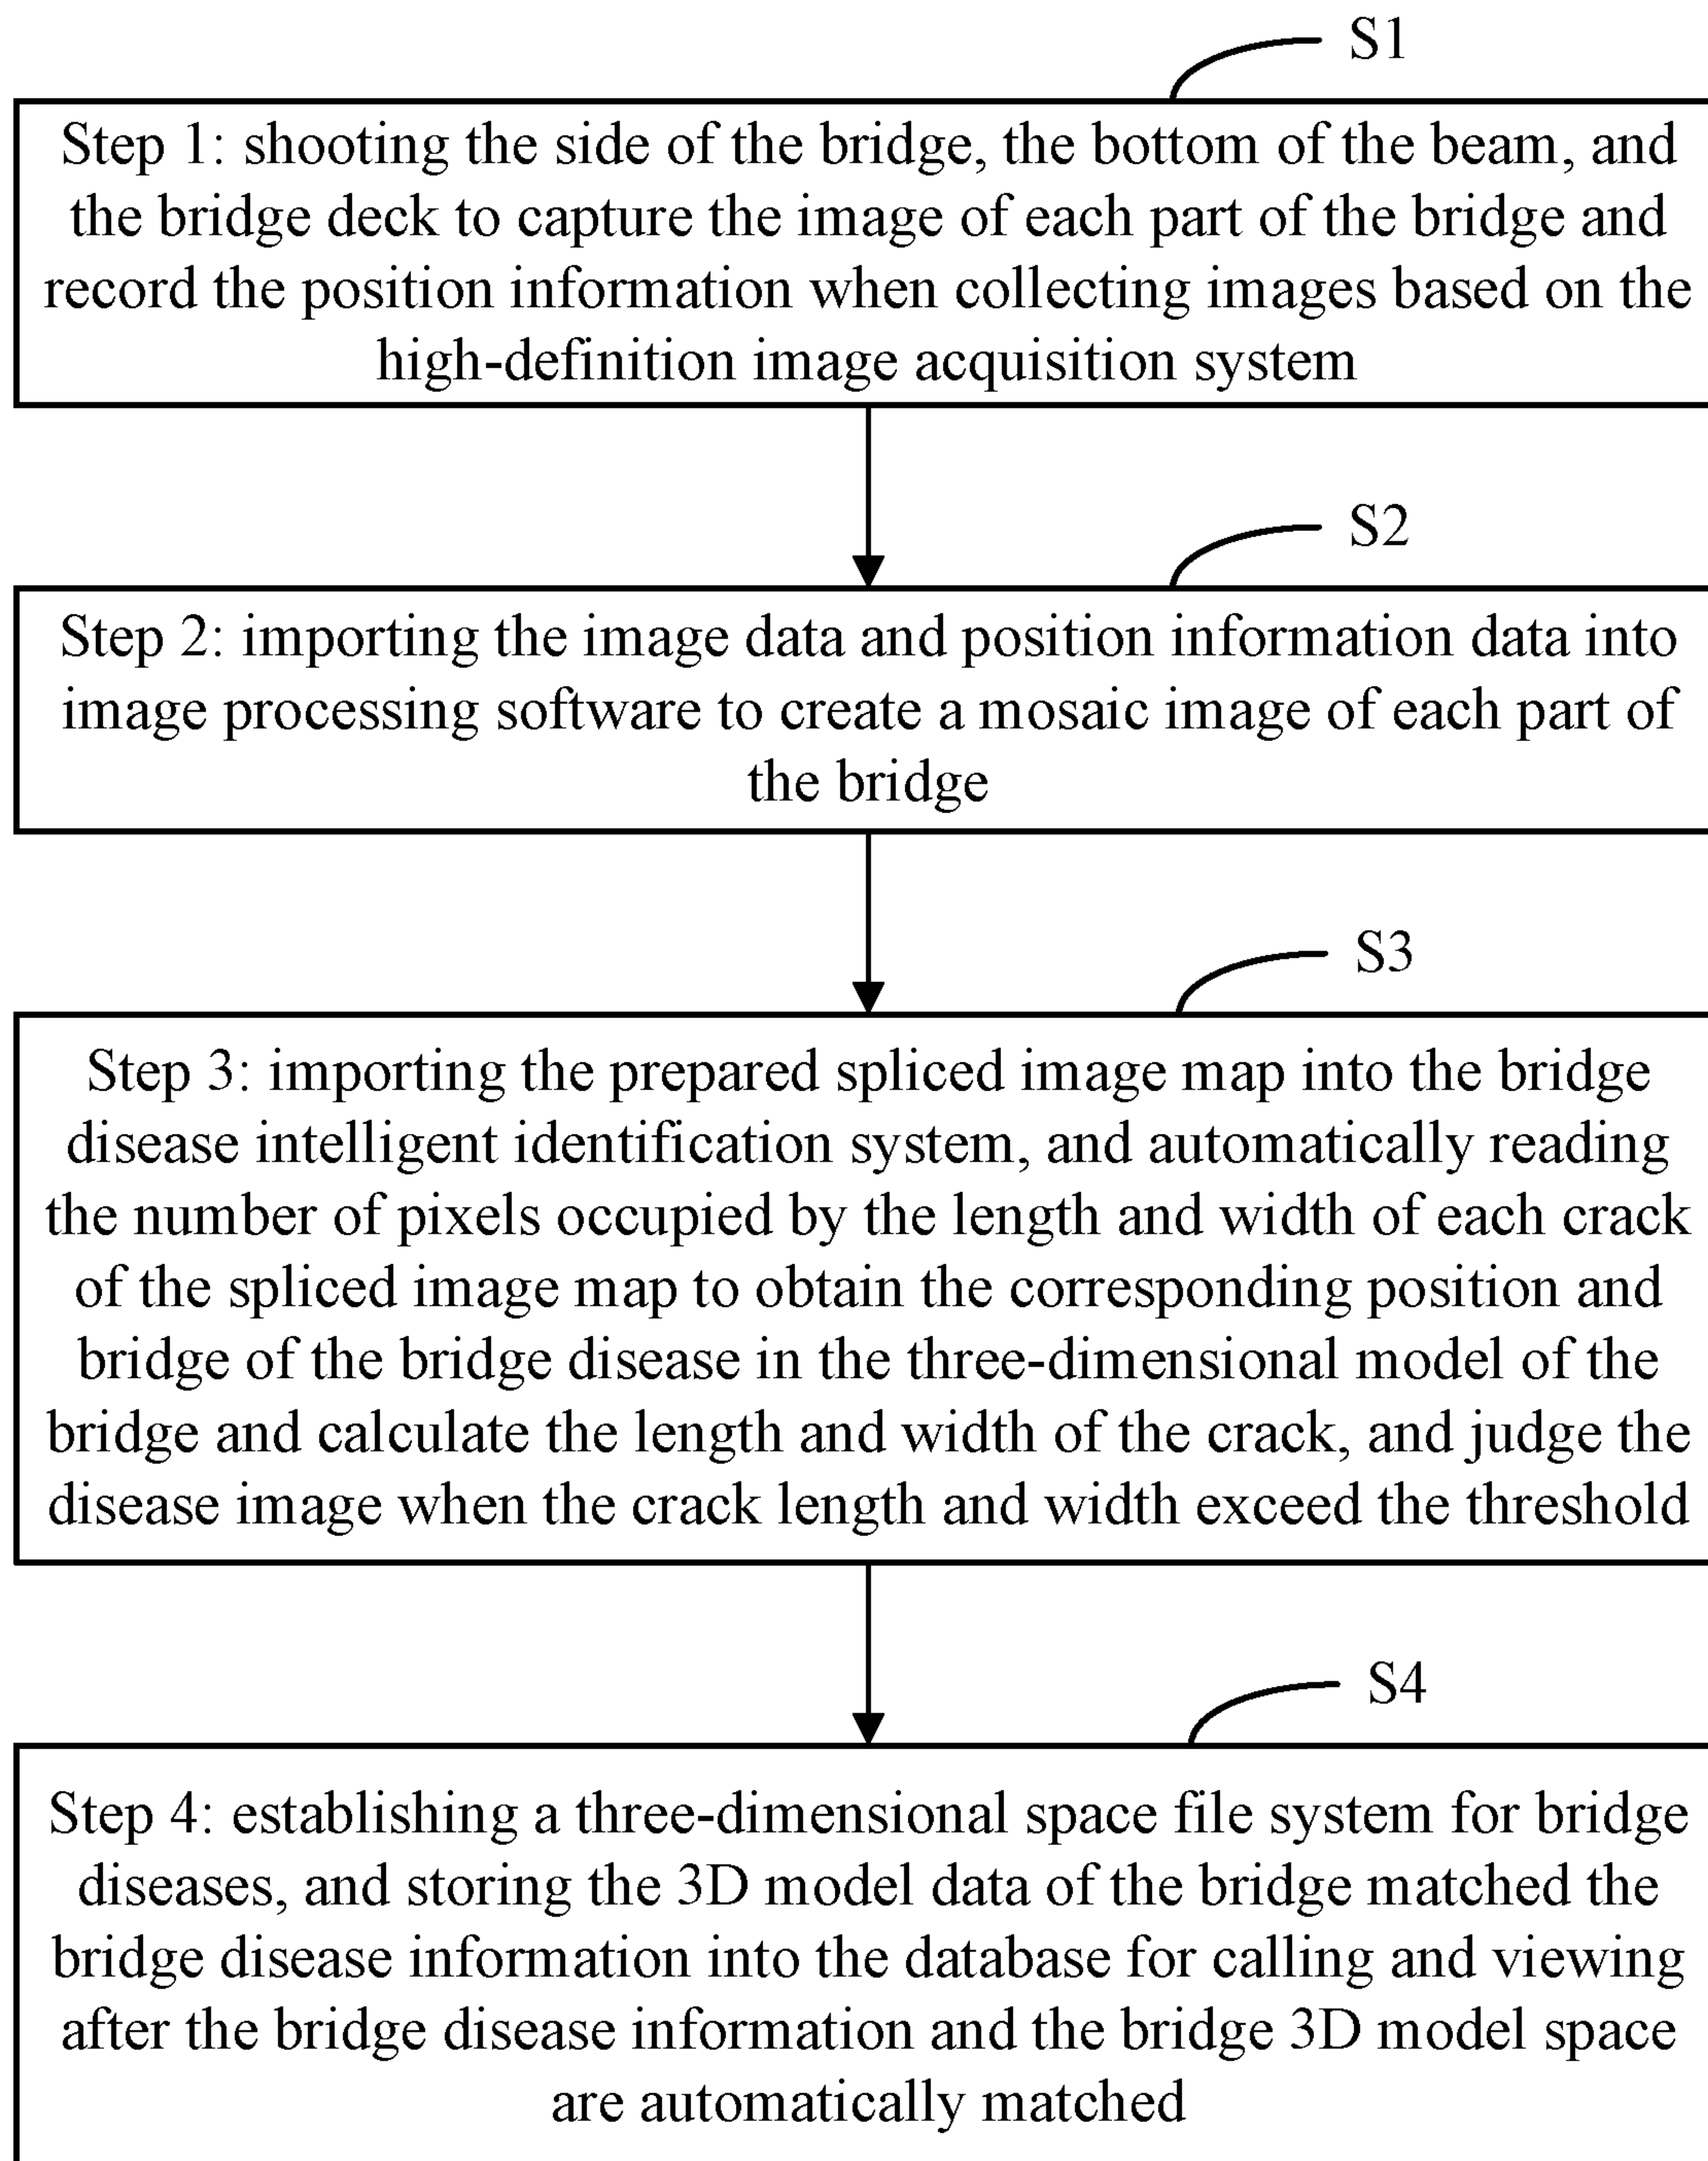 S1
Step 1: shooting the side of the bridge, the bottom of the beam, and
the bridge deck to capture the image of each part of the bridge and
record the position information when collecting images based on the
high-definition image acquisition system
S2
Step 2: importing the image data and position information data into
image processing software to create a mosaic image of each part of
the bridge
S3
Step 3: importing the prepared spliced image map into the bridge
disease intelligent identification system, and automatically reading
the number of pixels occupied by the length and width of each crack
of the spliced image map to obtain the corresponding position and
bridge of the bridge disease in the three-dimensional model of the
bridge and calculate the length and width of the crack, and judge the
disease image when the crack length and width exceed the threshold
S4
Step 4: establishing a three-dimensional space file system for bridge
diseases, and storing the 3D model data of the bridge matched the
bridge disease information into the database for calling and viewing
after the bridge disease information and the bridge 3D model space
are automatically matched